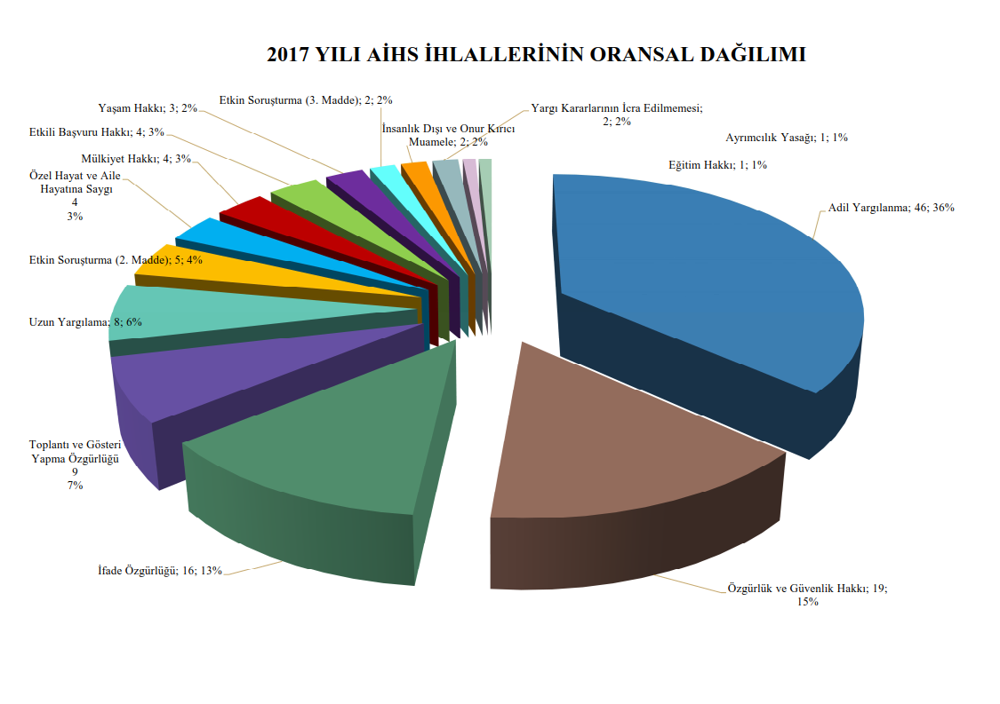 2017 YILI AİHS İHLALLERİNİN ORANSAL DAĞILIMI
Etkin Soruşturma (3. Madde); 2; 2%
Yaşam Hakkı; 3; 2%
Yargı Kararlarının İcra Edilmemesi;
2; 2%
İnsanlık Dışı ve Onur Kırıcı
Muamele; 2; 2%
Etkili Başvuru Hakkı; 4; 3%
Ayrımcılık Yasağı; 1; 1%
Mülkiyet Hakkı; 4; 3%
Eğitim Hakkı; 1; 1%
Özel Hayat ve Aile
Hayatına Saygı
4
3%
Adil Yargılanma; 46; 36%
Etkin Soruşturma (2. Madde); 5; 4%
Uzun Yargılama; 8; 6%
Toplantı ve Gösteri
Yapma Özgürlüğü
9
7%
İfade Özgürlüğü; 16; 13%
Özgürlük ve Güvenlik Hakkı; 19;
15%